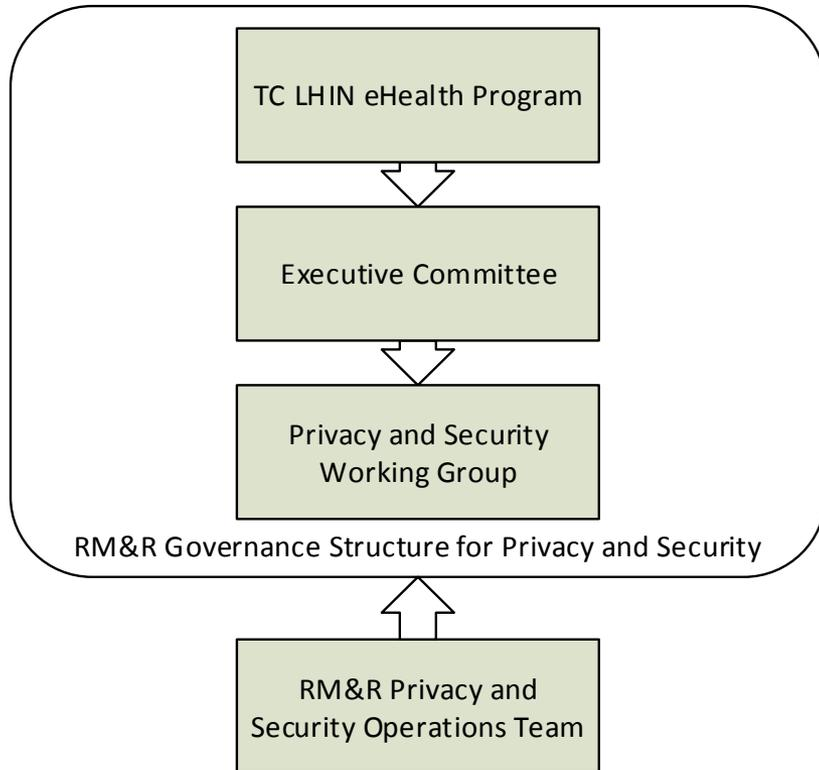 TC LHIN eHealth Program
Executive Committee
Privacy and Security
Working Group
RM&R Governance Structure for Privacy and Security
RM&R Privacy and
Security Operations Team